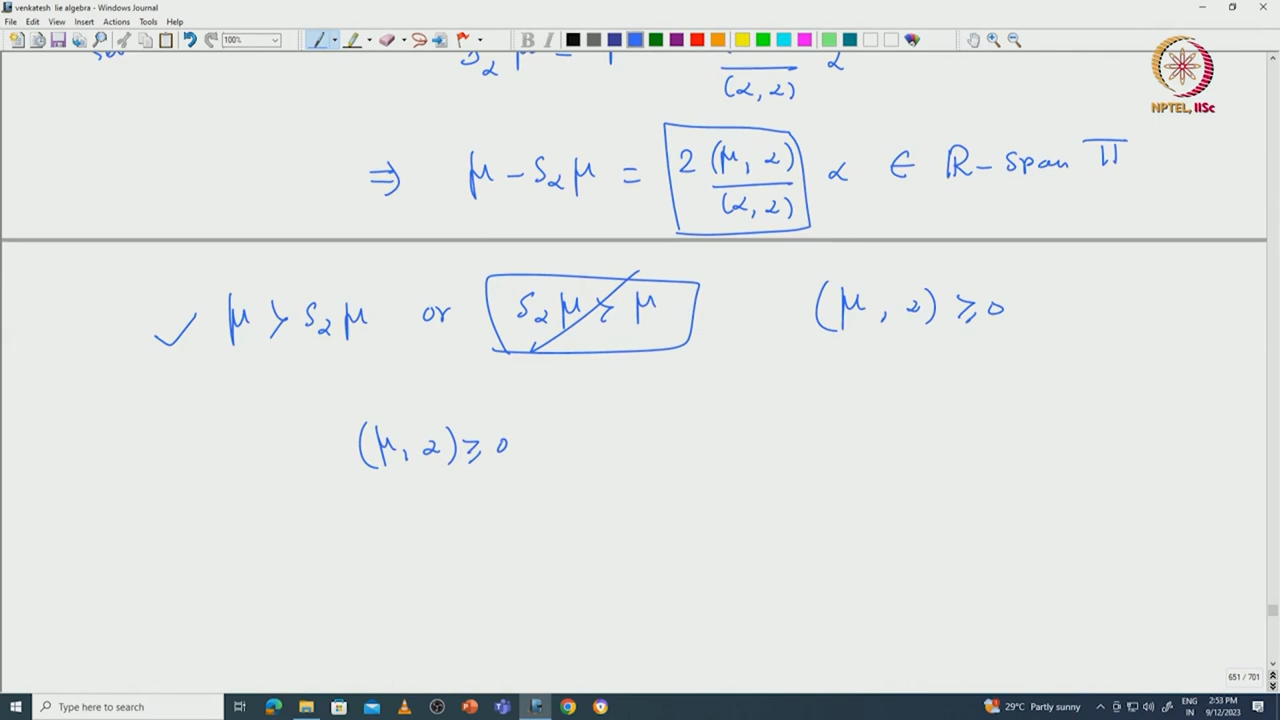 venkatesh lie algebra - Windows Journal
File Edit View Insert Actions Tools Help
100%
B I
NPTEL, IISc
(α, α)
⇒ μ – S_α μ = 2 (μ, α) / (α, α) α ∈ ℝ – Span Π
✓ μ > S_α μ or S_α μ > μ (μ, α) ≥ 0
(μ, α) ≥ 0
651 / 701
Type here to search
29°C Partly sunny
ENG
IN
2:53 PM
9/12/2023